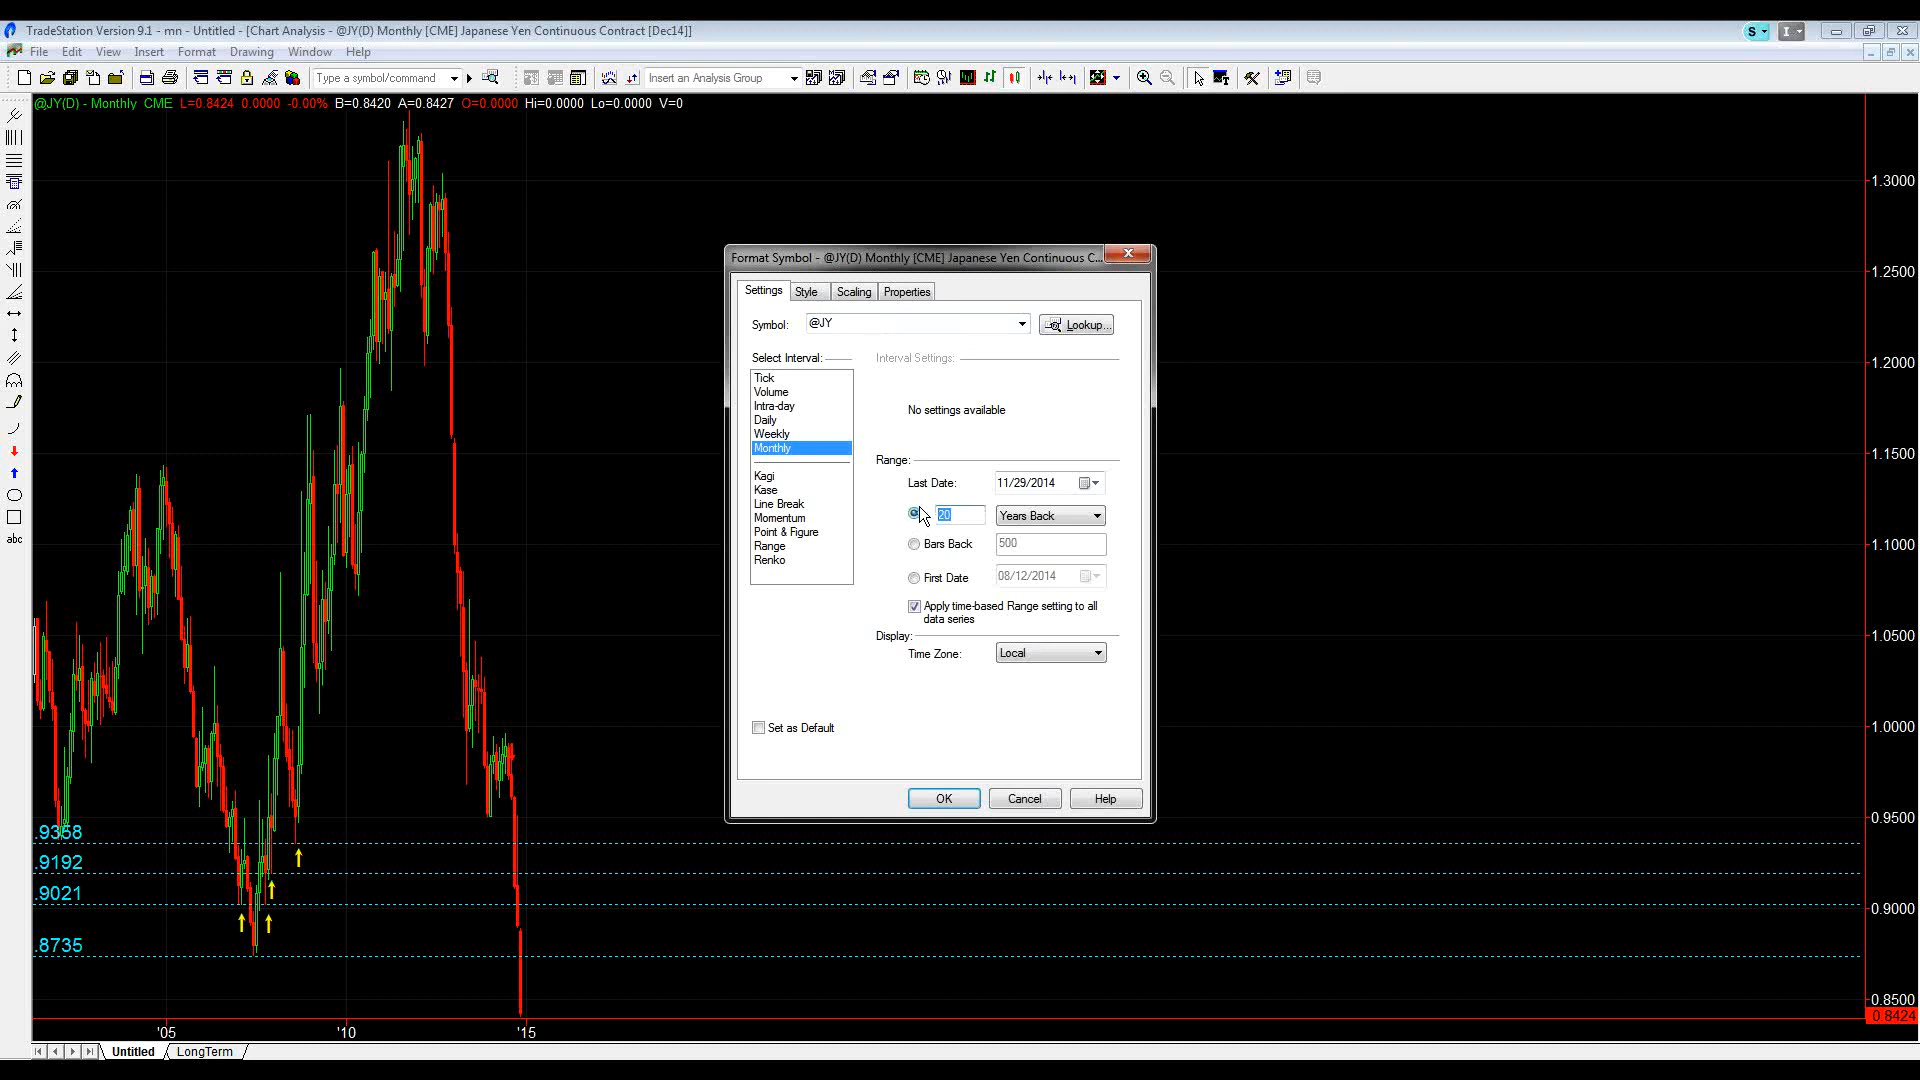 TradeStation Version 9.1 - mn - Untitled - [Chart Analysis - @JY(D) Monthly [CME] Japanese Yen Continuous Contract [Dec14]]
S
I
File Edit View Insert Format Drawing Window Help
Type a symbol/command
Insert an Analysis Group
@JY(D) - Monthly CME L=0.8424 0.0000 -0.00% B=0.8420 A=0.8427 O=0.0000 Hi=0.0000 Lo=0.0000 V=0
1.3000
1.2500
1.2000
1.1500
1.1000
1.0500
1.0000
0.9500
0.9000
0.8500
0.8424
abc
.9358
.9192
.9021
.8735
'05 '10 '15
Untitled LongTerm
Format Symbol - @JY(D) Monthly [CME] Japanese Yen Continuous C...
Settings Style Scaling Properties
Symbol: @JY Lookup...
Select Interval:
Tick
Volume
Intra-day
Daily
Weekly
Monthly
Kagi
Kase
Line Break
Momentum
Point & Figure
Range
Renko
Interval Settings:
No settings available
Range:
Last Date: 11/29/2014
20 Years Back
Bars Back 500
First Date 08/12/2014
Apply time-based Range setting to all
data series
Display:
Time Zone: Local
Set as Default
OK Cancel Help